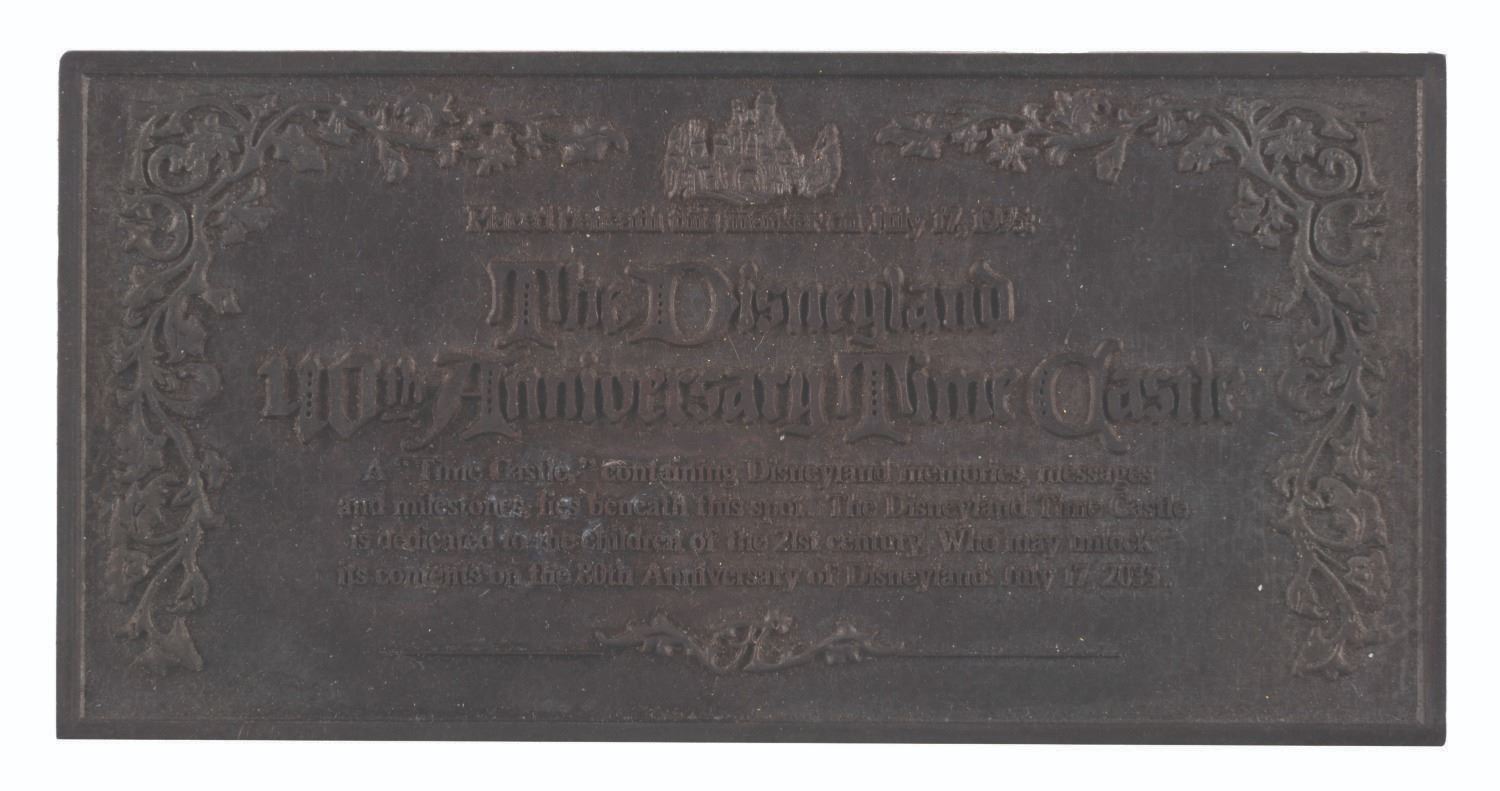 Placed beneath this marker on July 17, 1995
The Disneyland
40th Anniversary Time Castle
A "Time Castle," containing Disneyland memories, messages
and milestones, lies beneath this spot. The Disneyland Time Castle
is dedicated to the children of the 21st century Who may unlock
its contents on the 80th Anniversary of Disneyland: July 17, 2035.